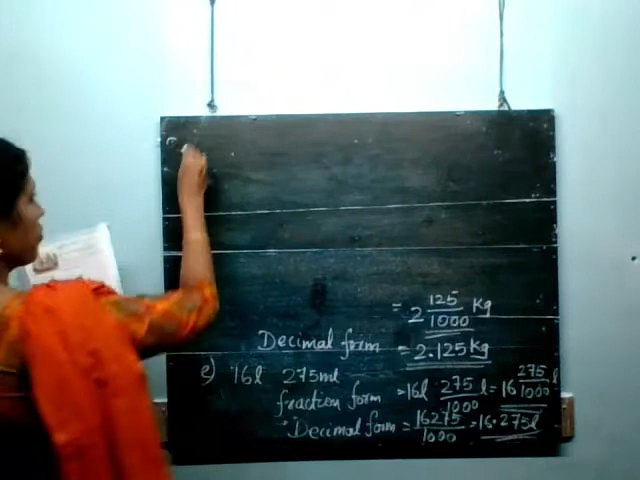 = 2 125/1000 Kg
Decimal form = 2.125 Kg
e) 16l 275ml
fraction form = 16l 275/1000 l = 16 275/1000 l
Decimal form = 16275/1000 = 16.275l